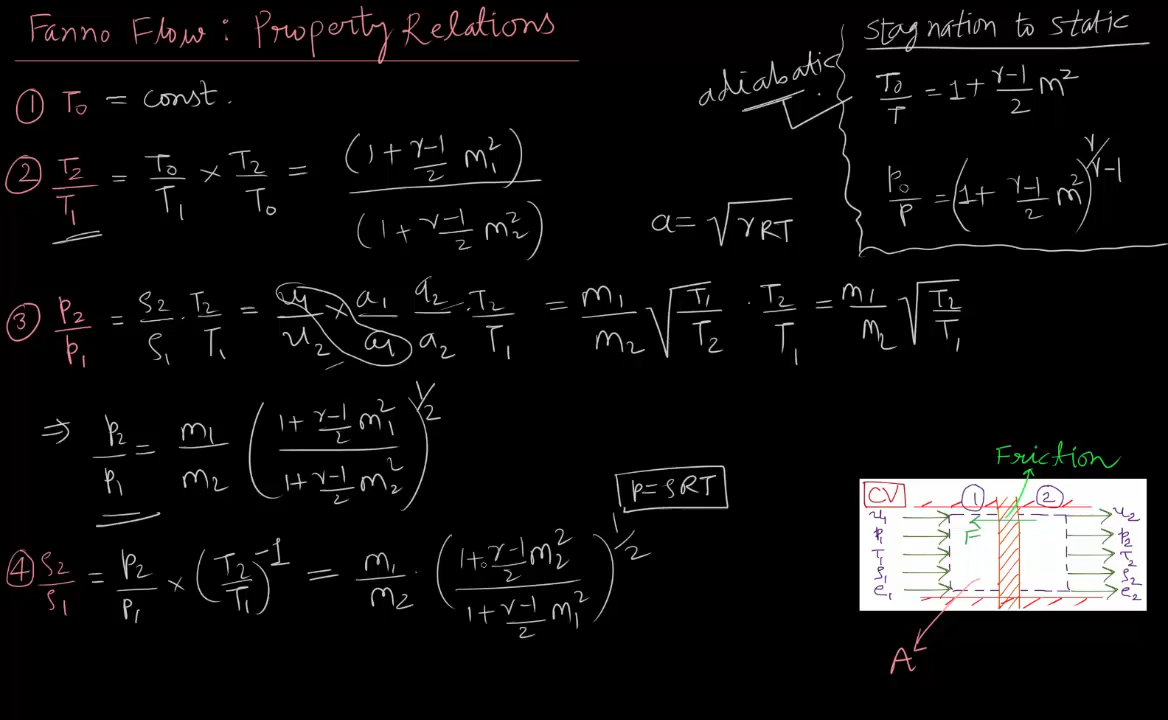 Fanno Flow : Property Relations
① T₀ = const.
② T₂/T₁ = T₀/T₁ × T₂/T₀ = (1+ γ-1/2 m₁²) / (1+ γ-1/2 m₂²)
③ p₂/p₁ = ρ₂/ρ₁ · T₂/T₁ = u₁/u₂ × a₁/a₁ a₂/a₂ · T₂/T₁ = m₁/m₂ √(T₁/T₂) · T₂/T₁ = m₁/m₂ √(T₂/T₁)
⇒ p₂/p₁ = m₁/m₂ ((1+ γ-1/2 m₁²) / (1+ γ-1/2 m₂²))^1/2
④ ρ₂/ρ₁ = p₂/p₁ × (T₂/T₁)⁻¹ = m₁/m₂ · ((1+ γ-1/2 m₂²) / (1+ γ-1/2 m₁²))^1/2
adiabatic
a = √γRT
p=ρRT
Stagnation to static
T₀/T = 1+ γ-1/2 m²
p₀/p = (1+ γ-1/2 m²)^γ/γ-1
Friction
CV ① ②
u₁ F u₂
p₁ p₂
T₁ T₂
ρ₁ ρ₂
e₁ e₂
A